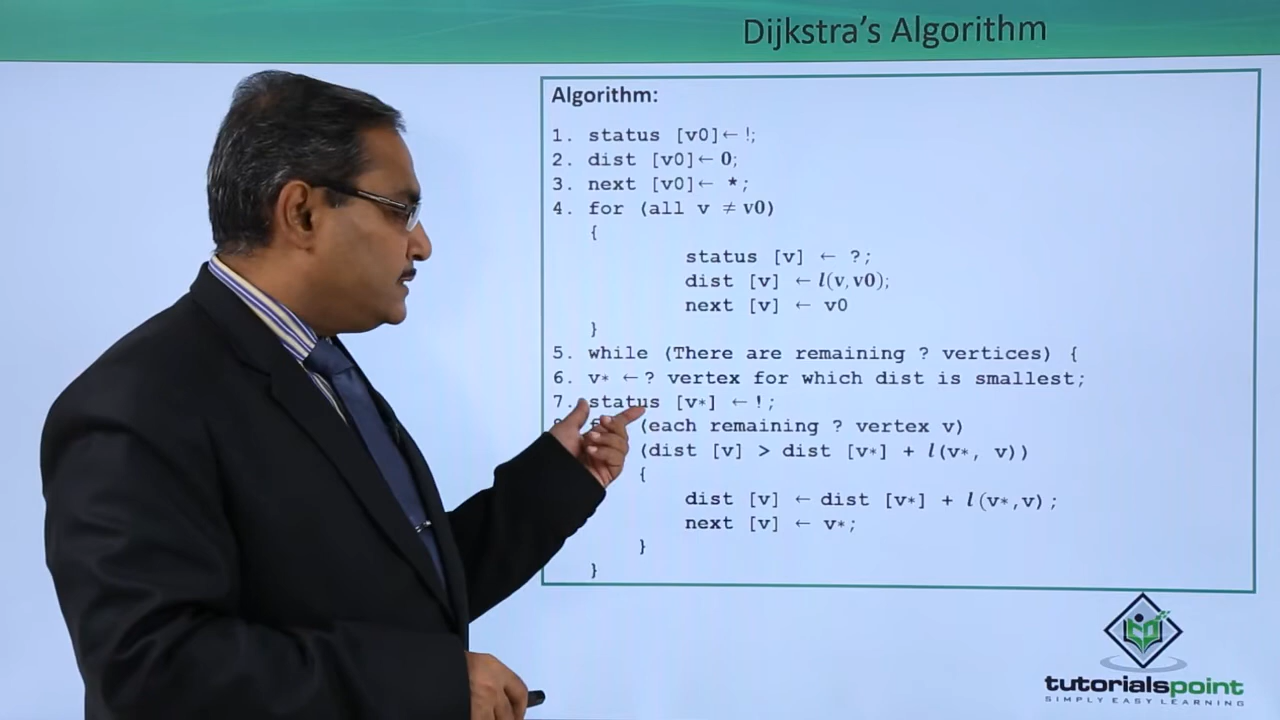 Dijkstra's Algorithm
Algorithm:
1. status [v0]← !;
2. dist [v0]← 0;
3. next [v0]← *;
4. for (all v ≠ v0)
{
status [v] ← ?;
dist [v] ← l(v,v0);
next [v] ← v0
}
5. while (There are remaining ? vertices) {
6. v* ←? vertex for which dist is smallest;
7. status [v*] ←!;
(each remaining ? vertex v)
(dist [v] > dist [v*] + l(v*, v))
{
dist [v] ← dist [v*] + l(v*,v);
next [v] ← v*;
}
}
tutorialspoint
SIMPLY EASY LEARNING